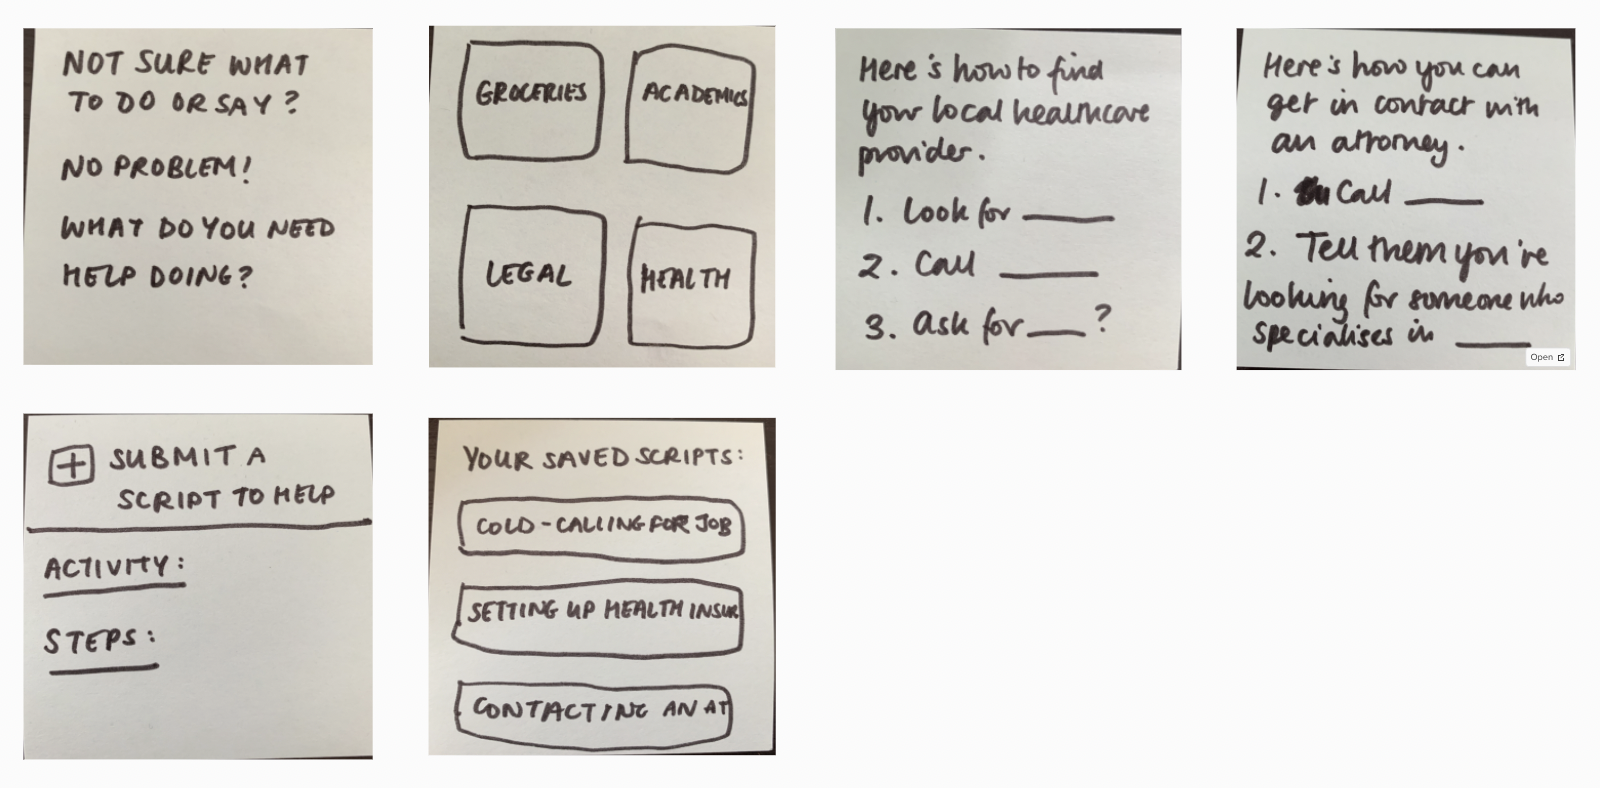 NOT SURE WHAT
TO DO OR SAY?
NO PROBLEM!
WHAT DO YOU NEED
HELP DOING?
GROCERIES
ACADEMICS
LEGAL
HEALTH
Here's how to find
your local healthcare
provider.
1. Look for ____
2. Call ____
3. Ask for ____?
Here's how you can
get in contact with
an attorney.
1. Call ____
2. Tell them you're
looking for someone who
specialises in ____
Open
+ SUBMIT A
SCRIPT TO HELP
ACTIVITY:
STEPS:
YOUR SAVED SCRIPTS:
COLD-CALLING FOR JOB
SETTING UP HEALTH INSUR
CONTACTING AN AT